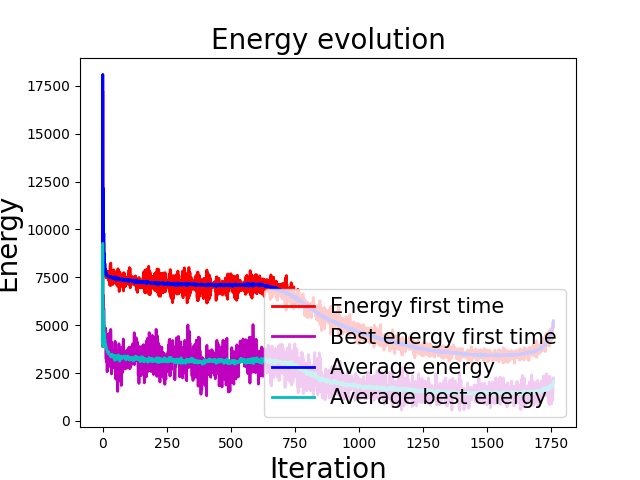 Energy evolution
Energy
17500
15000
12500
10000
7500
5000
2500
0
Energy first time
Best energy first time
Average energy
Average best energy
0 250 500 750 1000 1250 1500 1750
Iteration